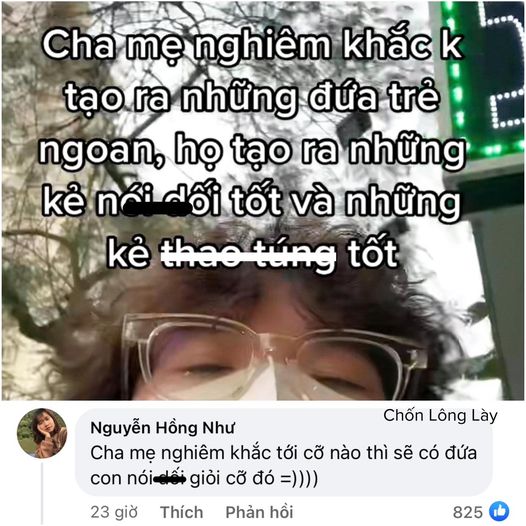 Cha mẹ nghiêm khắc k
tạo ra những đứa trẻ
ngoan, họ tạo ra những
kẻ nói dối tốt và những
kẻ thao túng tốt
Chốn Lông Lày
Nguyễn Hồng Như
Cha mẹ nghiêm khắc tới cỡ nào thì sẽ có đứa
con nói dối giỏi cỡ đó =))))
23 giờ Thích Phản hồi 825